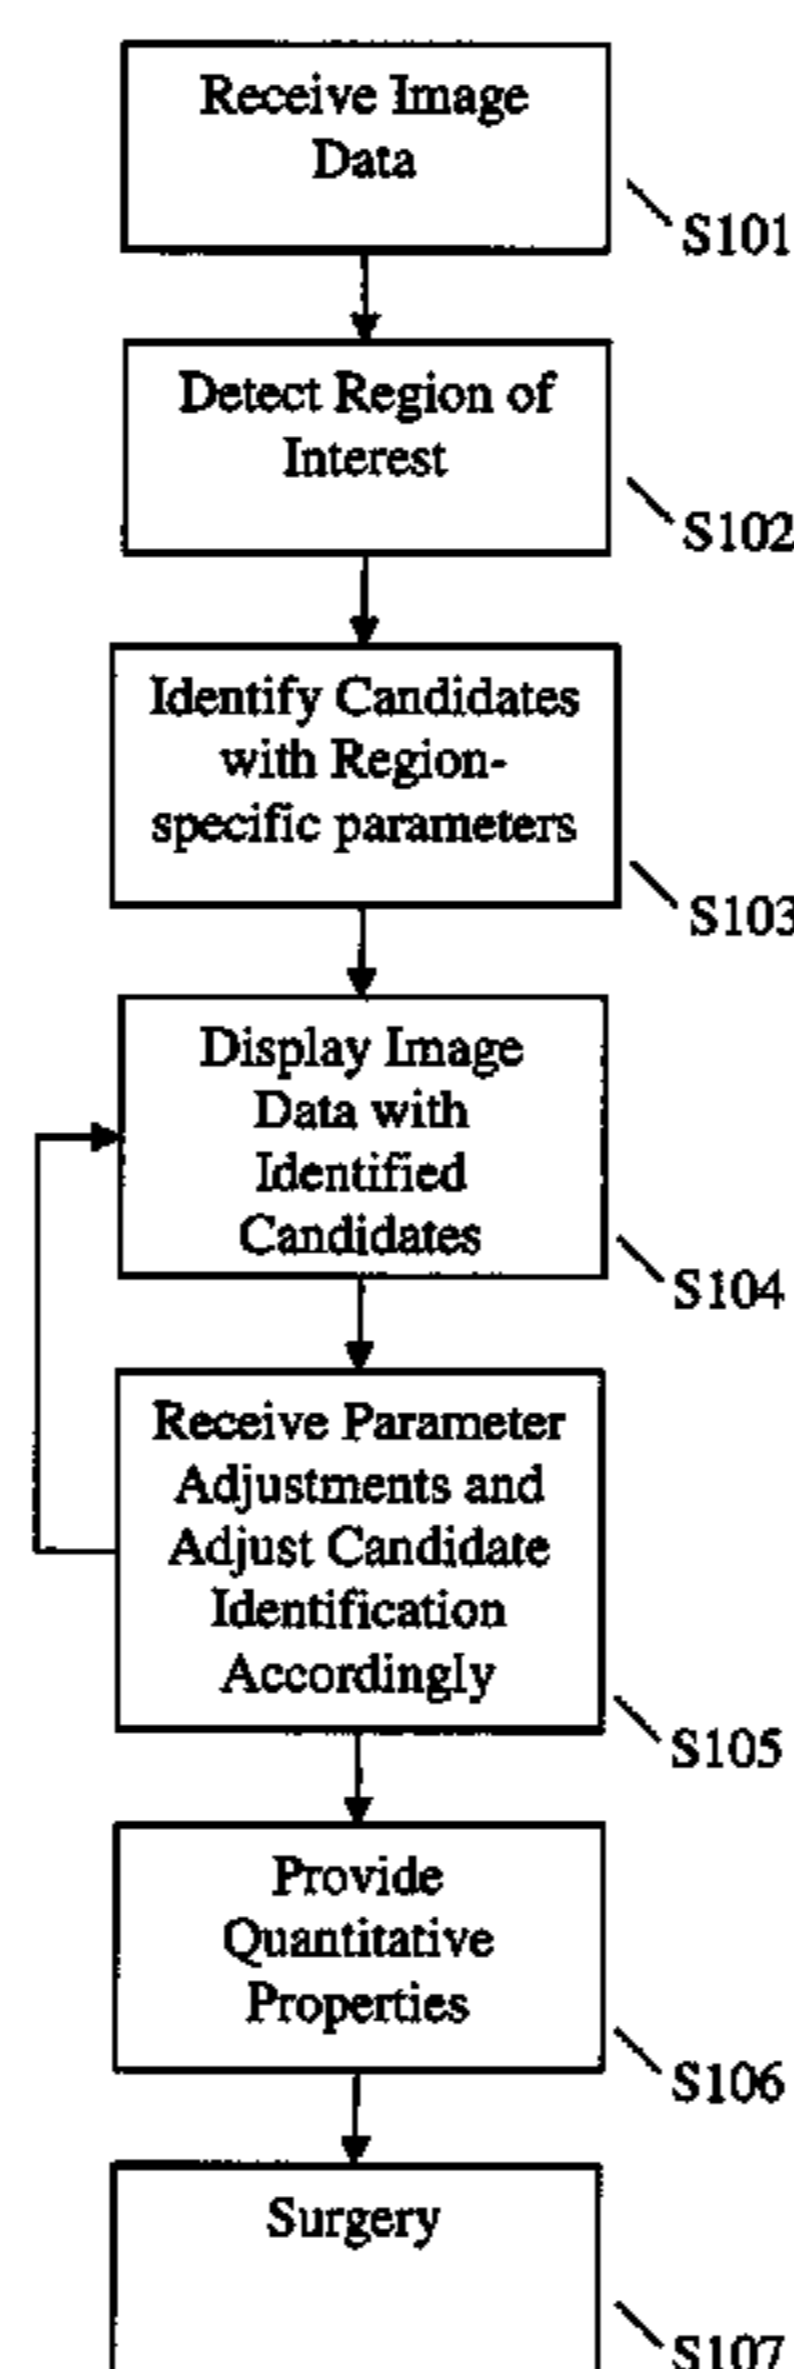 Receive Image
Data
S101
Detect Region of
Interest
S102
Identify Candidates
with Region-
specific parameters
S103
Display Image
Data with
Identified
Candidates
S104
Receive Parameter
Adjustments and
Adjust Candidate
Identification
Accordingly
S105
Provide
Quantitative
Properties
S106
Surgery
S107